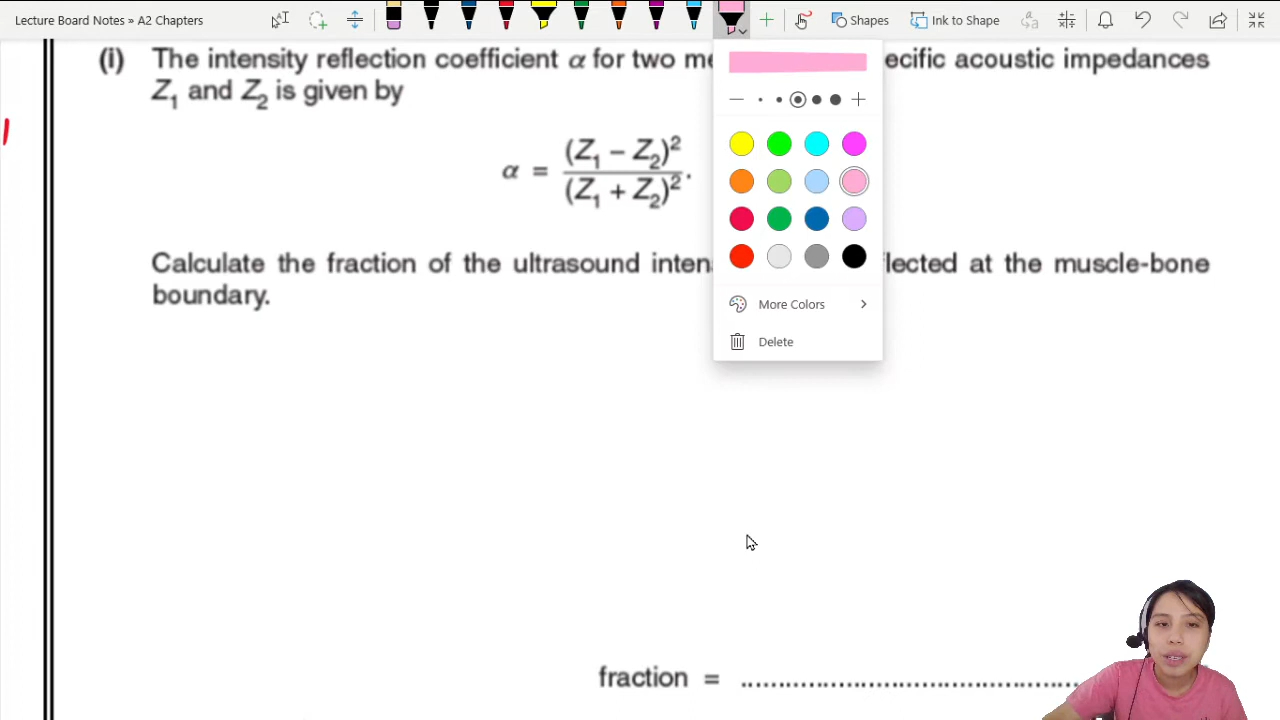 Lecture Board Notes » A2 Chapters
Shapes
Ink to Shape
(i) The intensity reflection coefficient α for two me ecific acoustic impedances
Z₁ and Z₂ is given by
α = (Z₁ − Z₂)² / (Z₁ + Z₂)².
Calculate the fraction of the ultrasound inten flected at the muscle-bone
boundary.
More Colors
Delete
fraction = ........................................